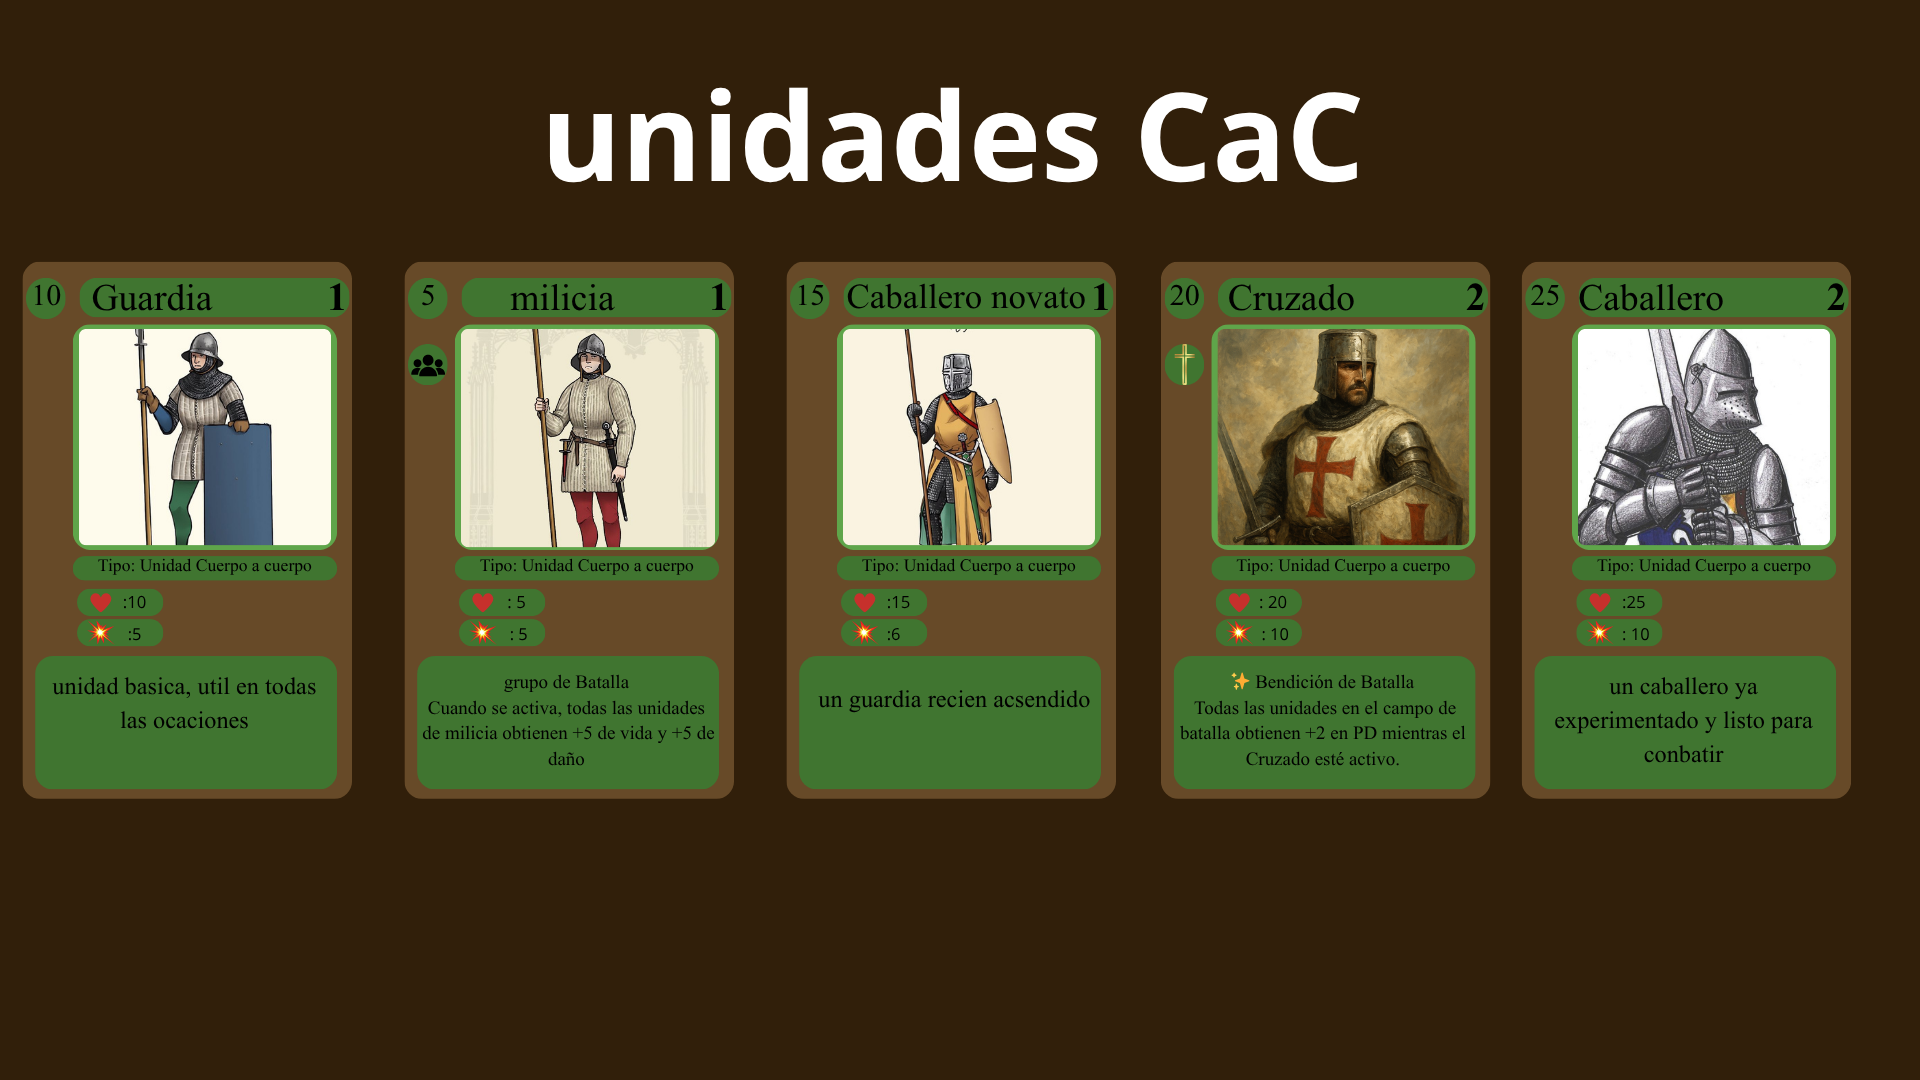 unidades CaC
10 Guardia 1
Tipo: Unidad Cuerpo a cuerpo
:10
:5
unidad basica, util en todas
las ocaciones
5 milicia 1
Tipo: Unidad Cuerpo a cuerpo
: 5
: 5
grupo de Batalla
Cuando se activa, todas las unidades
de milicia obtienen +5 de vida y +5 de
daño
15 Caballero novato 1
Tipo: Unidad Cuerpo a cuerpo
:15
:6
un guardia recien acsendido
20 Cruzado 2
Tipo: Unidad Cuerpo a cuerpo
: 20
: 10
✨ Bendición de Batalla
Todas las unidades en el campo de
batalla obtienen +2 en PD mientras el
Cruzado esté activo.
25 Caballero 2
Tipo: Unidad Cuerpo a cuerpo
:25
: 10
un caballero ya
experimentado y listo para
conbatir